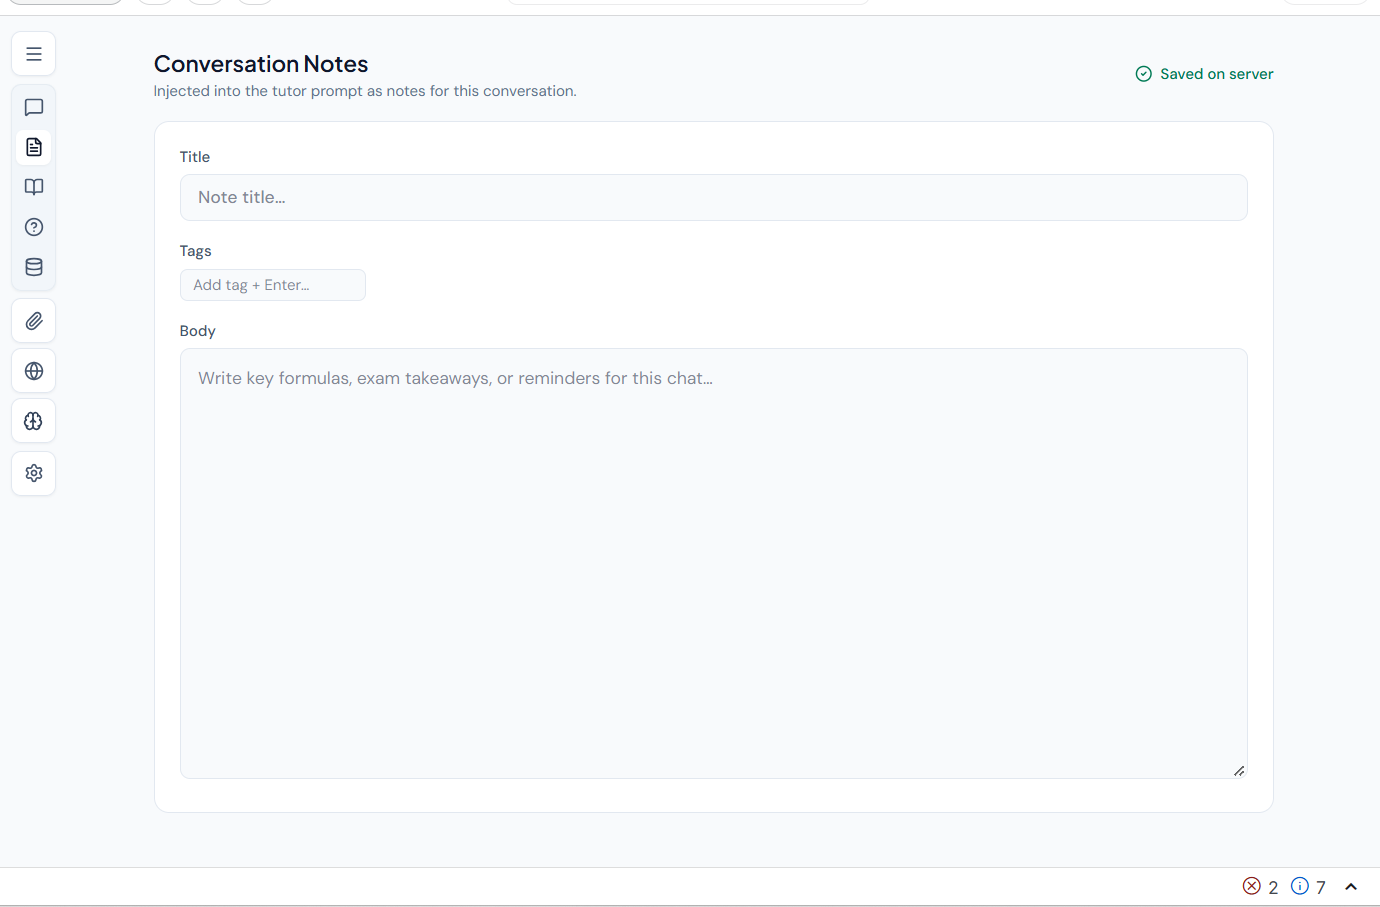 Conversation Notes
Injected into the tutor prompt as notes for this conversation.
Saved on server
Title
Note title...
Tags
Add tag + Enter...
Body
Write key formulas, exam takeaways, or reminders for this chat...
2 7